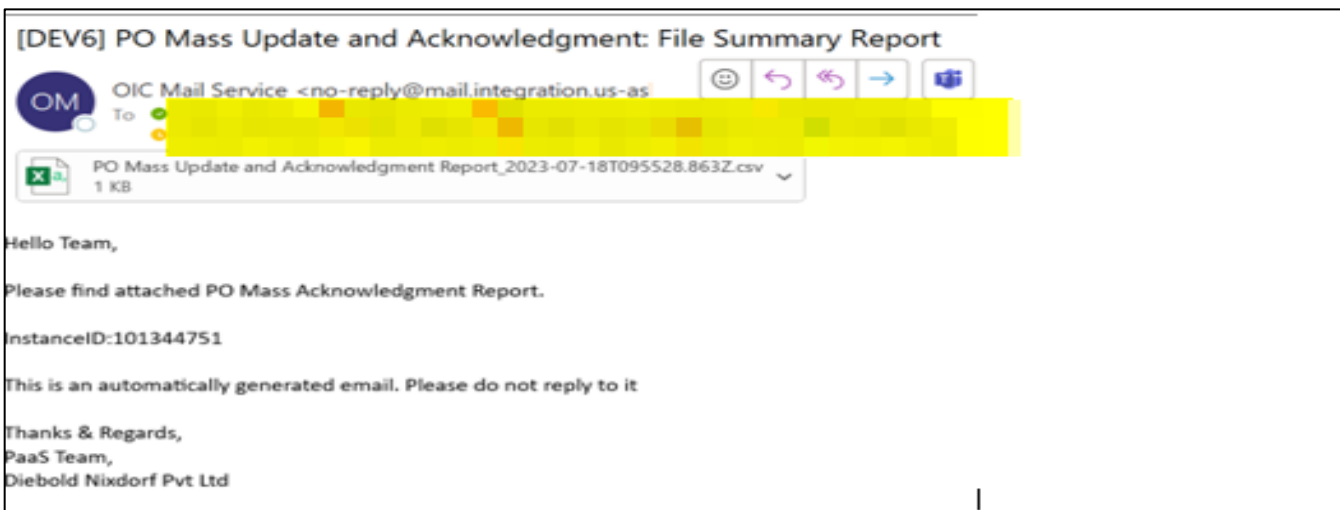 [DEV6] PO Mass Update and Acknowledgment: File Summary Report
OM
OIC Mail Service <no-reply@mail.integration.us-as
To
PO Mass Update and Acknowledgment Report_2023-07-18T095528.863Z.csv
1 KB
Hello Team,
Please find attached PO Mass Acknowledgment Report.
InstanceID:101344751
This is an automatically generated email. Please do not reply to it
Thanks & Regards,
PaaS Team,
Diebold Nixdorf Pvt Ltd